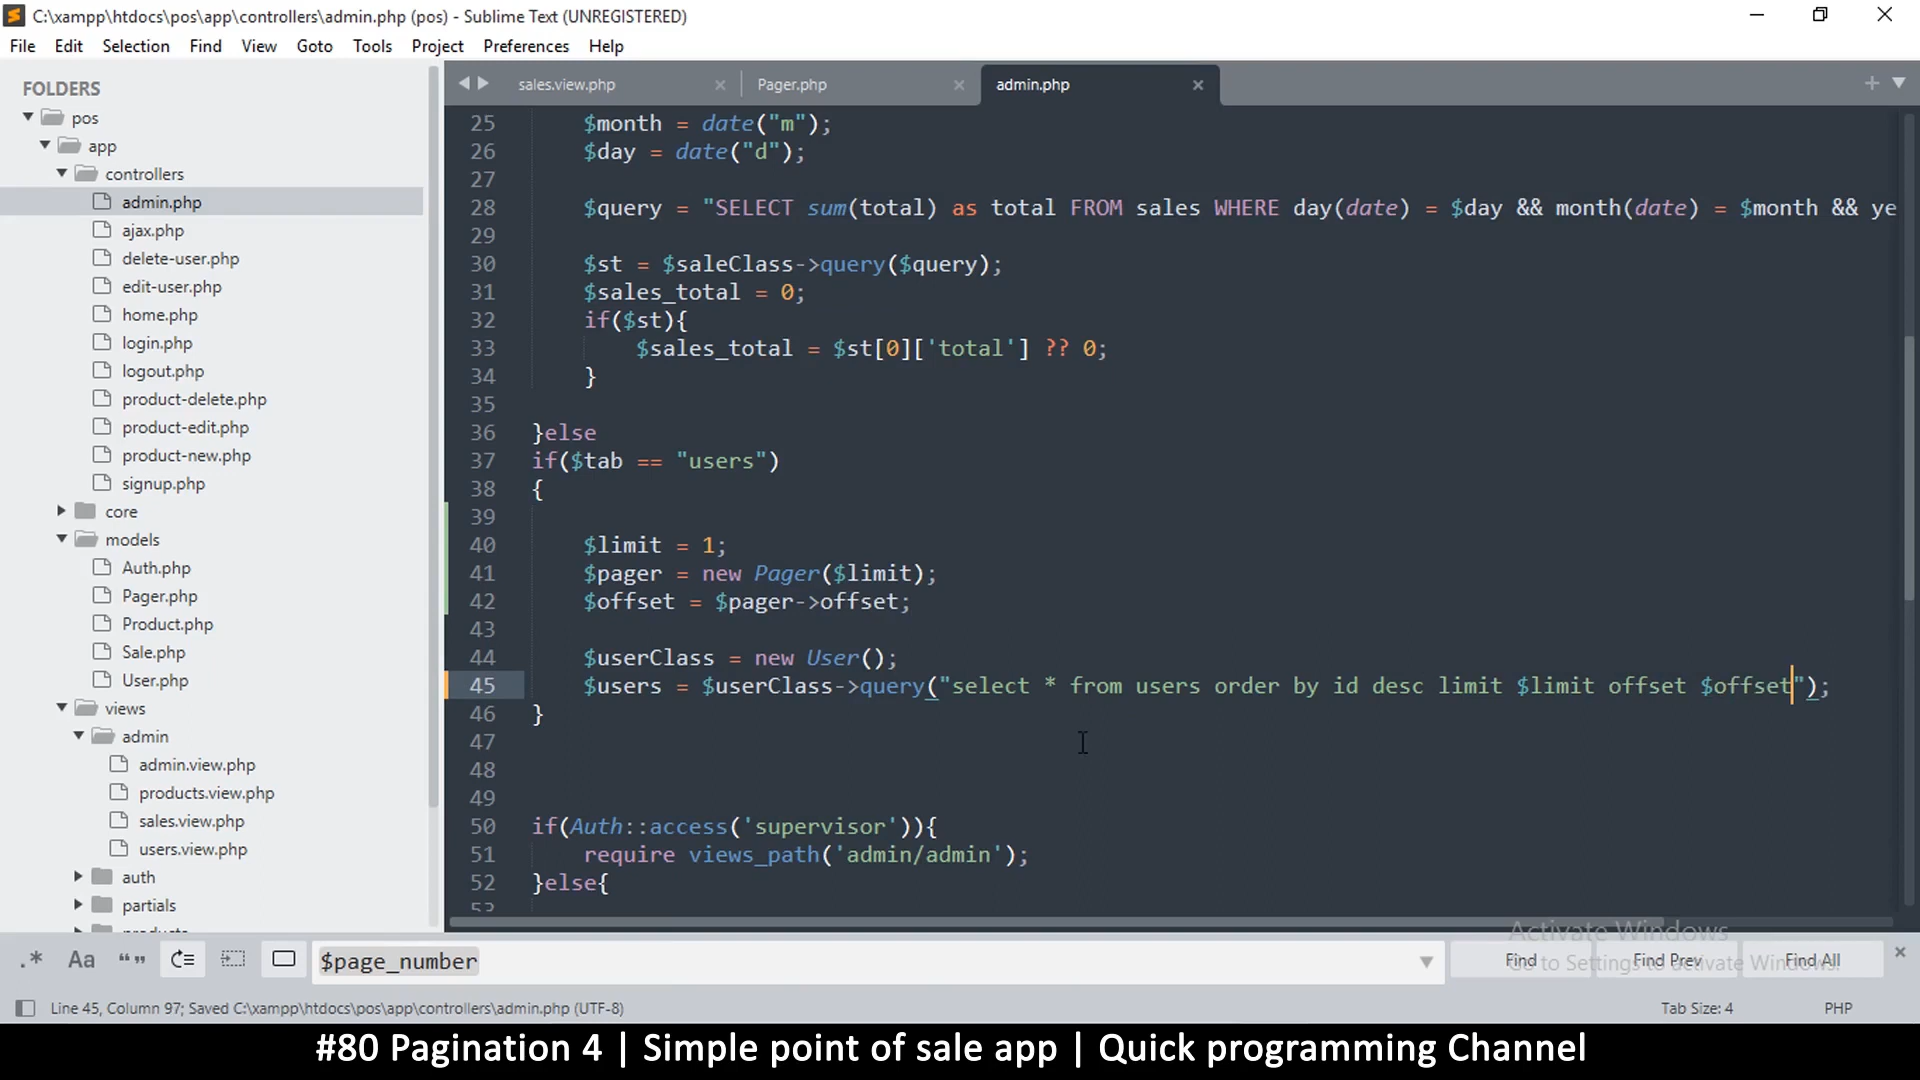 C:\xampp\htdocs\pos\app\controllers\admin.php (pos) - Sublime Text (UNREGISTERED)
File Edit Selection Find View Goto Tools Project Preferences Help
FOLDERS
pos
app
controllers
admin.php
ajax.php
delete-user.php
edit-user.php
home.php
login.php
logout.php
product-delete.php
product-edit.php
product-new.php
signup.php
core
models
Auth.php
Pager.php
Product.php
Sale.php
User.php
views
admin
admin.view.php
products.view.php
sales.view.php
users.view.php
auth
partials
sales.view.php Pager.php admin.php
25 $month = date("m");
26 $day = date("d");
27
28 $query = "SELECT sum(total) as total FROM sales WHERE day(date) = $day && month(date) = $month && ye
29
30 $st = $saleClass->query($query);
31 $sales_total = 0;
32 if($st){
33 $sales_total = $st[0]['total'] ?? 0;
34 }
35
36 }else
37 if($tab == "users")
38 {
39
40 $limit = 1;
41 $pager = new Pager($limit);
42 $offset = $pager->offset;
43
44 $userClass = new User();
45 $users = $userClass->query("select * from users order by id desc limit $limit offset $offset");
46 }
47
48
49
50 if(Auth::access('supervisor')){
51 require views_path('admin/admin');
52 }else{
53
Activate Windows
Go to Settings to activate Windows.
.* Aa “ ” $page_number Find Find Prev Find All
Line 45, Column 97; Saved C:\xampp\htdocs\pos\app\controllers\admin.php (UTF-8) Tab Size: 4 PHP
#80 Pagination 4 | Simple point of sale app | Quick programming Channel